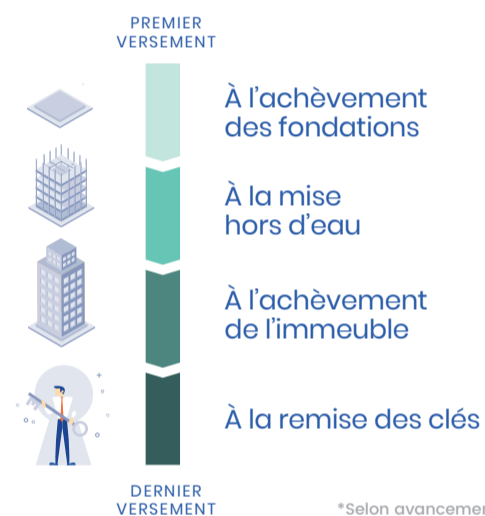 PREMIER
VERSEMENT
À l'achèvement
des fondations
À la mise
hors d'eau
À l'achèvement
de l'immeuble
À la remise des clés
DERNIER
VERSEMENT
*Selon